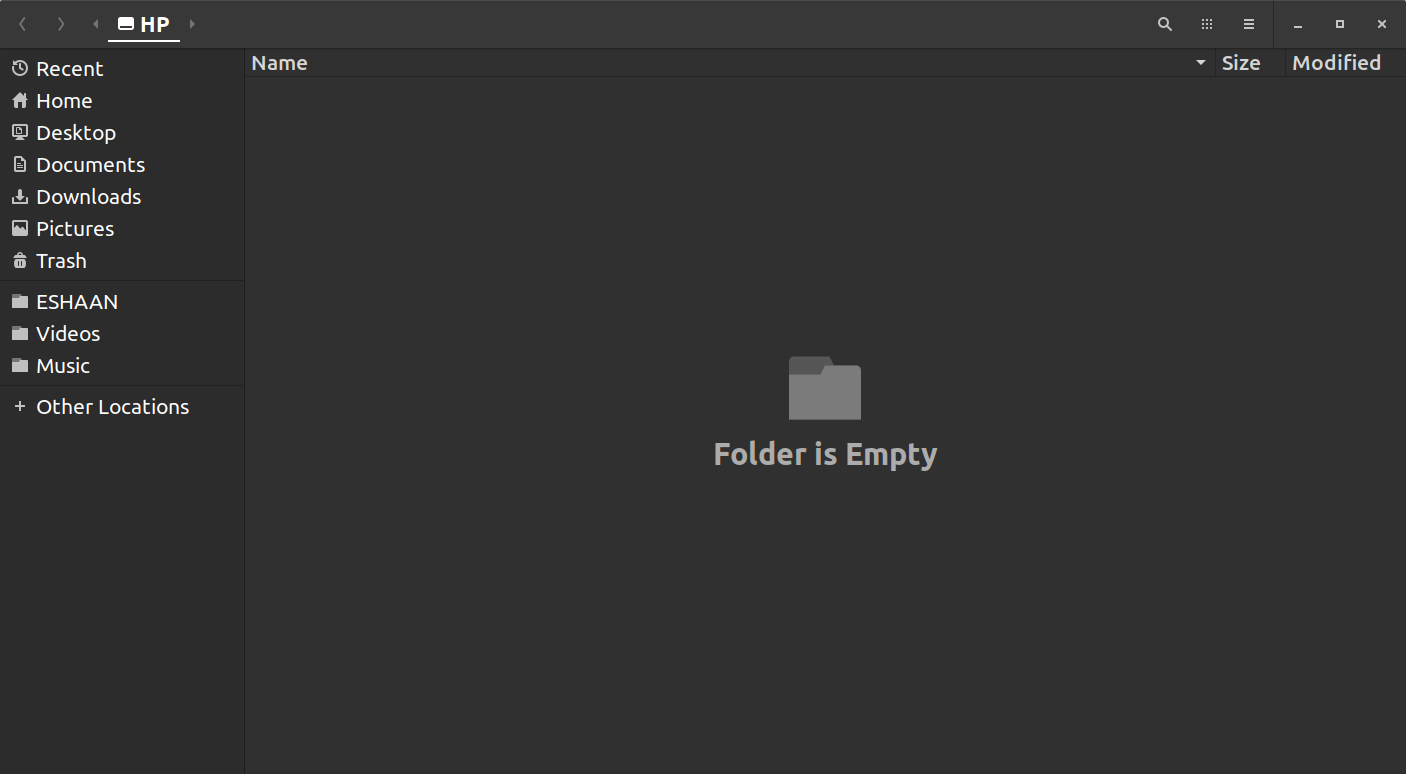 HP
Name
Size
Modified
Recent
Home
Desktop
Documents
Downloads
Pictures
Trash
ESHAAN
Videos
Music
Other Locations
Folder is Empty